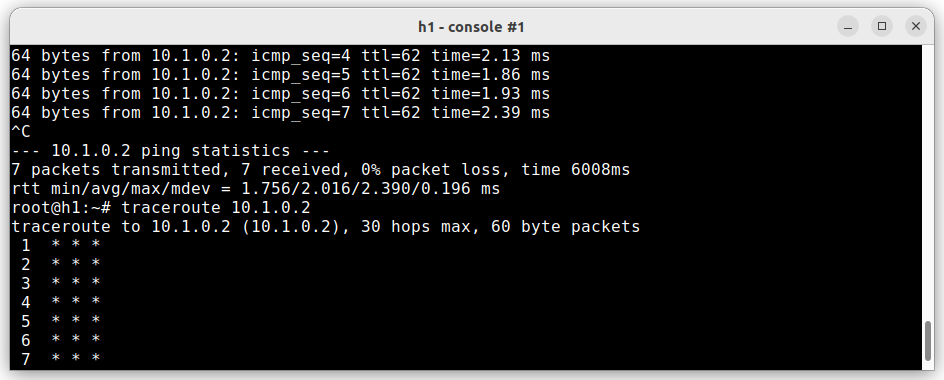 h1 - console #1
64 bytes from 10.1.0.2: icmp_seq=4 ttl=62 time=2.13 ms
64 bytes from 10.1.0.2: icmp_seq=5 ttl=62 time=1.86 ms
64 bytes from 10.1.0.2: icmp_seq=6 ttl=62 time=1.93 ms
64 bytes from 10.1.0.2: icmp_seq=7 ttl=62 time=2.39 ms
^C
--- 10.1.0.2 ping statistics ---
7 packets transmitted, 7 received, 0% packet loss, time 6008ms
rtt min/avg/max/mdev = 1.756/2.016/2.390/0.196 ms
root@h1:~# traceroute 10.1.0.2
traceroute to 10.1.0.2 (10.1.0.2), 30 hops max, 60 byte packets
 1  * * *
 2  * * *
 3  * * *
 4  * * *
 5  * * *
 6  * * *
 7  * * *